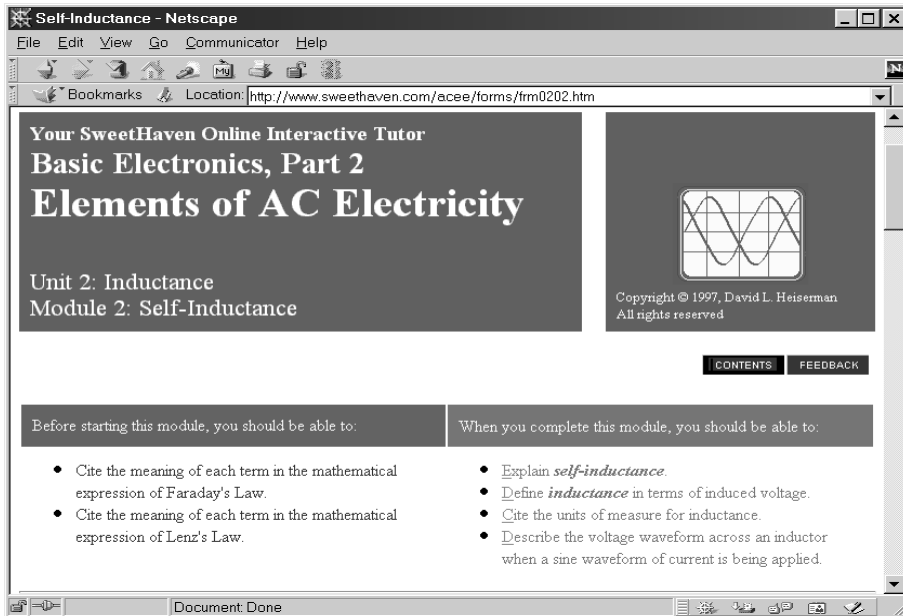 Self-Inductance - Netscape
File Edit View Go Communicator Help
My
N
Bookmarks Location: http://www.sweethaven.com/acee/forms/frm0202.htm
Your SweetHaven Online Interactive Tutor
Basic Electronics, Part 2
Elements of AC Electricity
Unit 2: Inductance
Module 2: Self-Inductance
Copyright © 1997, David L. Heiserman
All rights reserved
CONTENTS FEEDBACK
Before starting this module, you should be able to:
• Cite the meaning of each term in the mathematical
expression of Faraday's Law.
• Cite the meaning of each term in the mathematical
expression of Lenz's Law.
When you complete this module, you should be able to:
• Explain self-inductance.
• Define inductance in terms of induced voltage.
• Cite the units of measure for inductance.
• Describe the voltage waveform across an inductor
when a sine waveform of current is being applied.
Document: Done